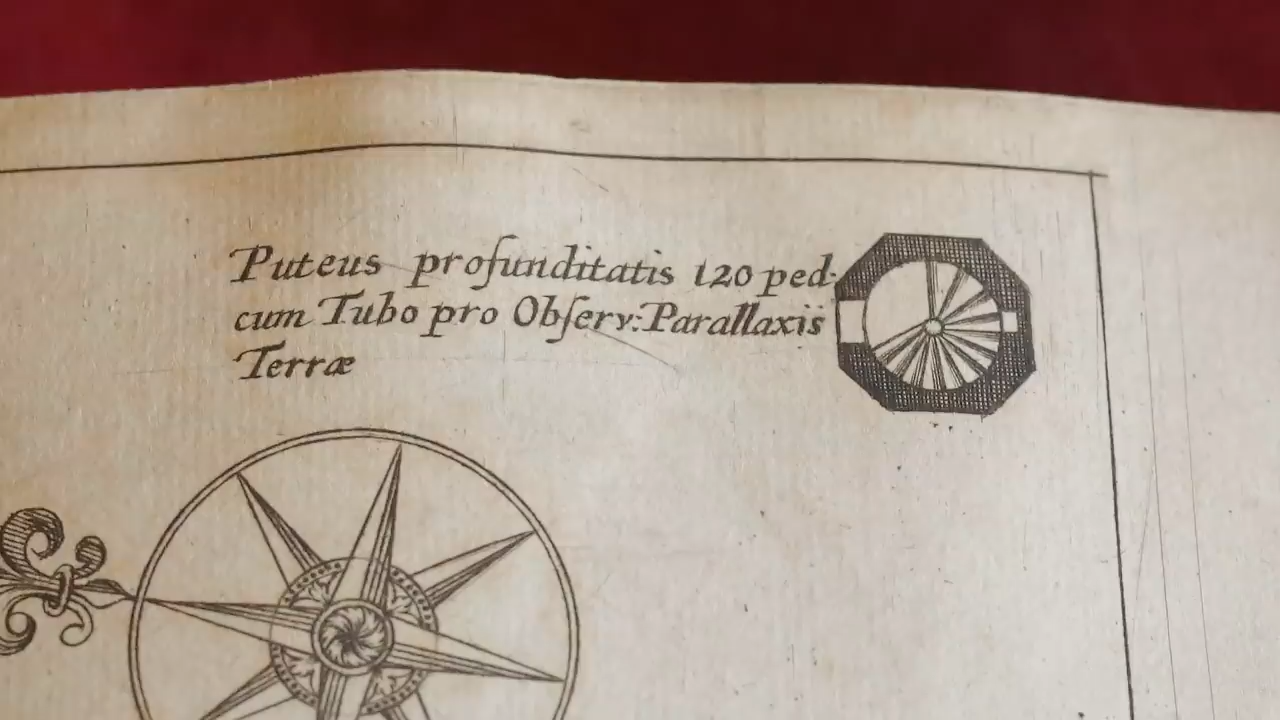 Puteus profunditatis 120 ped:
cum Tubo pro Obſerv: Parallaxis
Terræ